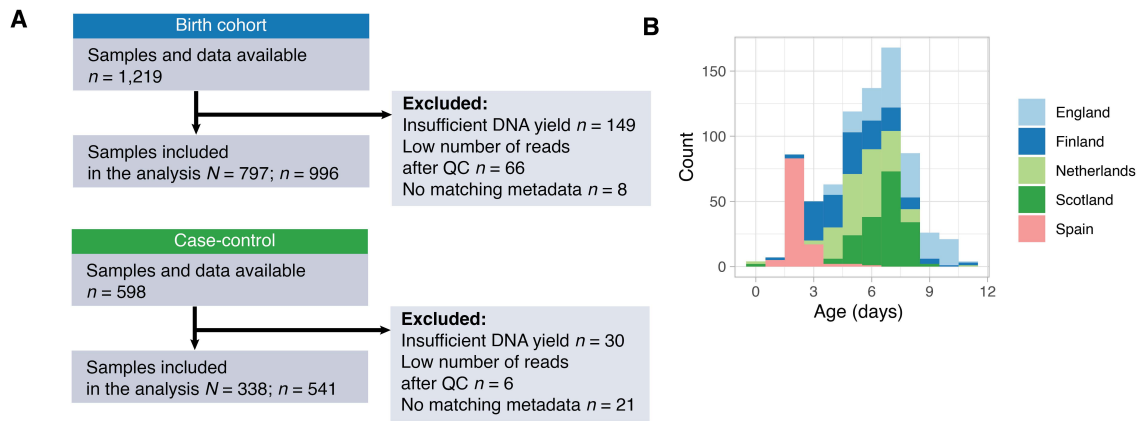 A
Birth cohort
Samples and data available
n = 1,219
Excluded:
Insufficient DNA yield n = 149
Low number of reads
after QC n = 66
No matching metadata n = 8
Samples included
in the analysis N = 797; n = 996
Case-control
Samples and data available
n = 598
Excluded:
Insufficient DNA yield n = 30
Low number of reads
after QC n = 6
No matching metadata n = 21
Samples included
in the analysis N = 338; n = 541
B
Count
150
100
50
0
0 3 6 9 12
Age (days)
England
Finland
Netherlands
Scotland
Spain